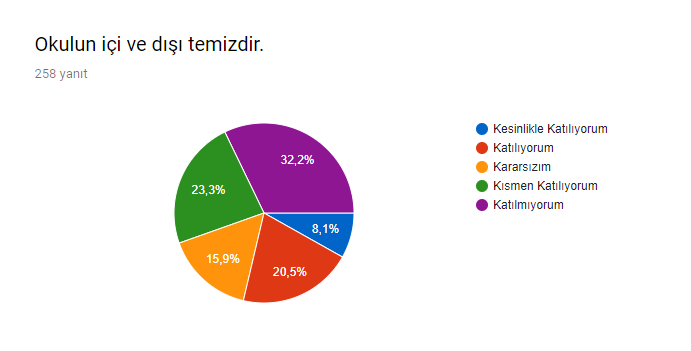 Okulun içi ve dışı temizdir.
258 yanıt
Kesinlikle Katılıyorum
Katılıyorum
Kararsızım
Kısmen Katılıyorum
Katılmıyorum
32,2%
23,3%
8,1%
15,9%
20,5%